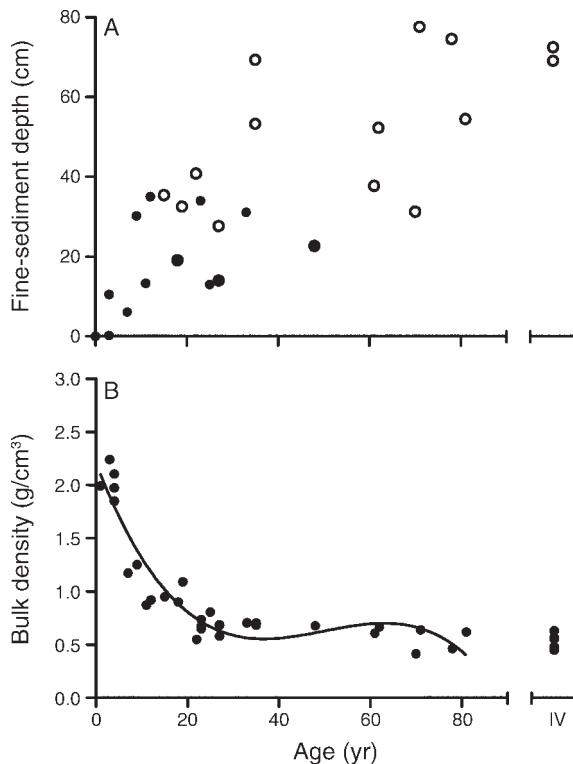 A
Fine-sediment depth (cm)
80
60
40
20
0
B
Bulk density (g/cm³)
3.0
2.5
2.0
1.5
1.0
0.5
0.0
0 20 40 60 80 IV
Age (yr)